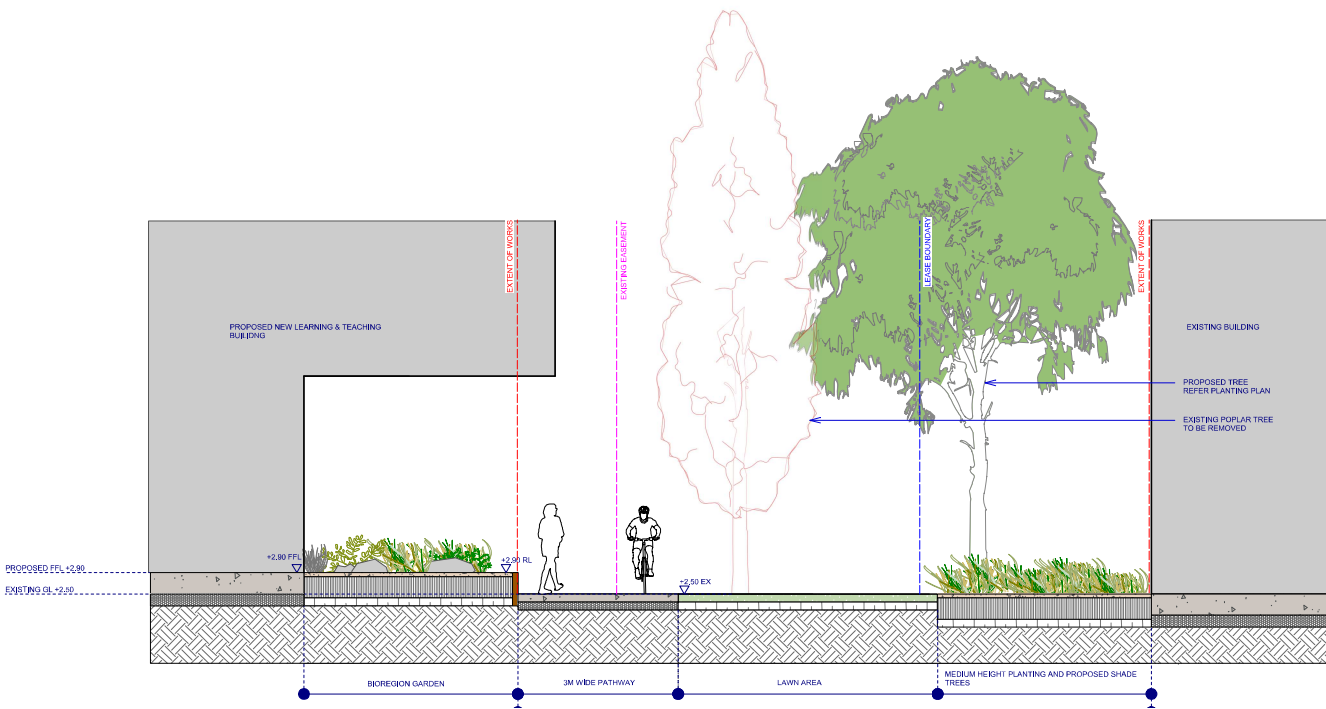 EXTENT OF WORKS
EXISTING EASEMENT
LEASE BOUNDARY
EXTENT OF WORKS
PROPOSED NEW LEARNING & TEACHING
BUILIDNG
EXISTING BUILDING
PROPOSED TREE
REFER PLANTING PLAN
EXISTING POPLAR TREE
TO BE REMOVED
+2.90 FFL
+2.90 RL
PROPOSED FFL +2.90
EXISTING GL +2.50
+2.50 EX
BIOREGION GARDEN
3M WIDE PATHWAY
LAWN AREA
MEDIUM HEIGHT PLANTING AND PROPOSED SHADE
TREES